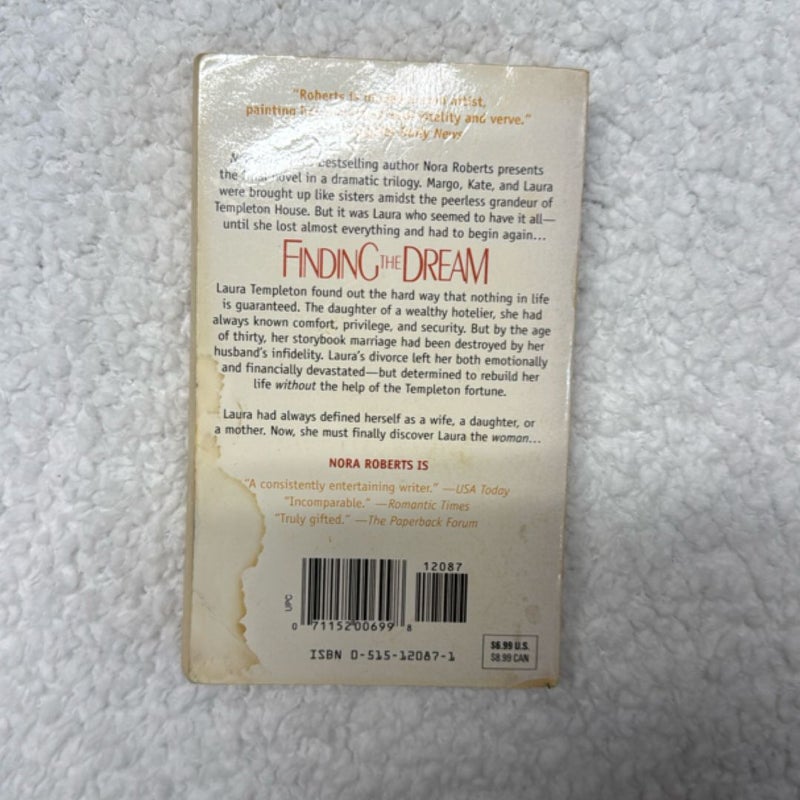 "Roberts is artist,
painting vitality and verve."
Daily News
bestselling author Nora Roberts presents
the final novel in a dramatic trilogy. Margo, Kate, and Laura
were brought up like sisters amidst the peerless grandeur of
Templeton House. But it was Laura who seemed to have it all—
until she lost almost everything and had to begin again...
FINDING THE DREAM
Laura Templeton found out the hard way that nothing in life
is guaranteed. The daughter of a wealthy hotelier, she had
always known comfort, privilege, and security. But by the age
of thirty, her storybook marriage had been destroyed by her
husband's infidelity. Laura's divorce left her both emotionally
and financially devastated—but determined to rebuild her
life without the help of the Templeton fortune.
Laura had always defined herself as a wife, a daughter, or
a mother. Now, she must finally discover Laura the woman...
NORA ROBERTS IS
"A consistently entertaining writer." —USA Today
"Incomparable." —Romantic Times
"Truly gifted." —The Paperback Forum
12087
UPC
0 71152 00699 8
ISBN 0-515-12087-1
$6.99 U.S.
$8.99 CAN